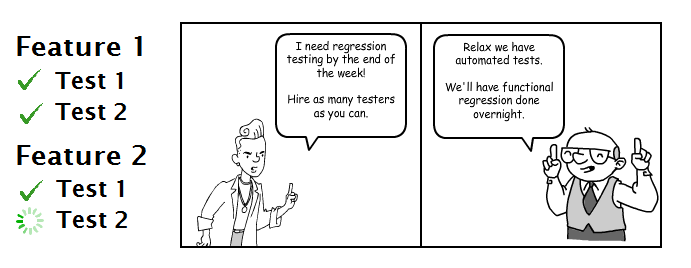 Feature 1
Test 1
Test 2
Feature 2
Test 1
Test 2
I need regression
testing by the end of
the week!
Hire as many testers
as you can.
Relax we have
automated tests.
We'll have functional
regression done
overnight.